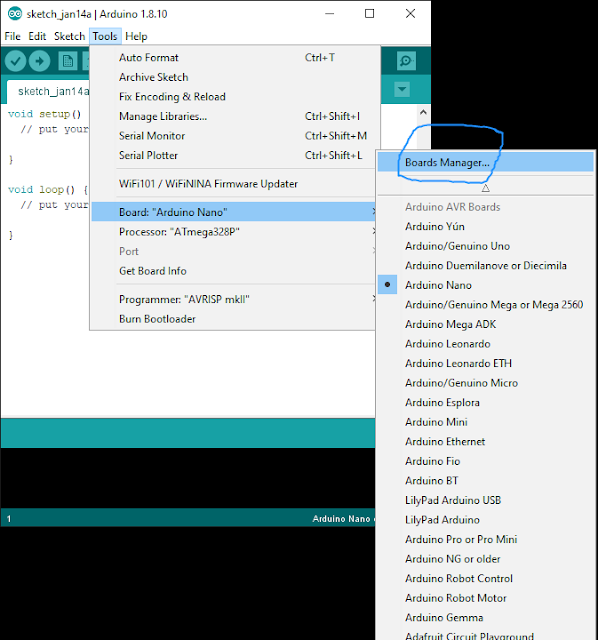 sketch_jan14a | Arduino 1.8.10
File Edit Sketch Tools Help
sketch_jan14a
void setup()
// put your
}
void loop() {
// put your
}
Auto Format Ctrl+T
Archive Sketch
Fix Encoding & Reload
Manage Libraries... Ctrl+Shift+I
Serial Monitor Ctrl+Shift+M
Serial Plotter Ctrl+Shift+L
WiFi101 / WiFiNINA Firmware Updater
Board: "Arduino Nano"
Processor: "ATmega328P"
Port
Get Board Info
Programmer: "AVRISP mkII"
Burn Bootloader
Boards Manager...
Arduino AVR Boards
Arduino Yún
Arduino/Genuino Uno
Arduino Duemilanove or Diecimila
Arduino Nano
Arduino/Genuino Mega or Mega 2560
Arduino Mega ADK
Arduino Leonardo
Arduino Leonardo ETH
Arduino/Genuino Micro
Arduino Esplora
Arduino Mini
Arduino Ethernet
Arduino Fio
Arduino BT
LilyPad Arduino USB
LilyPad Arduino
Arduino Pro or Pro Mini
Arduino NG or older
Arduino Robot Control
Arduino Robot Motor
Arduino Gemma
Adafruit Circuit Playground
1 Arduino Nano